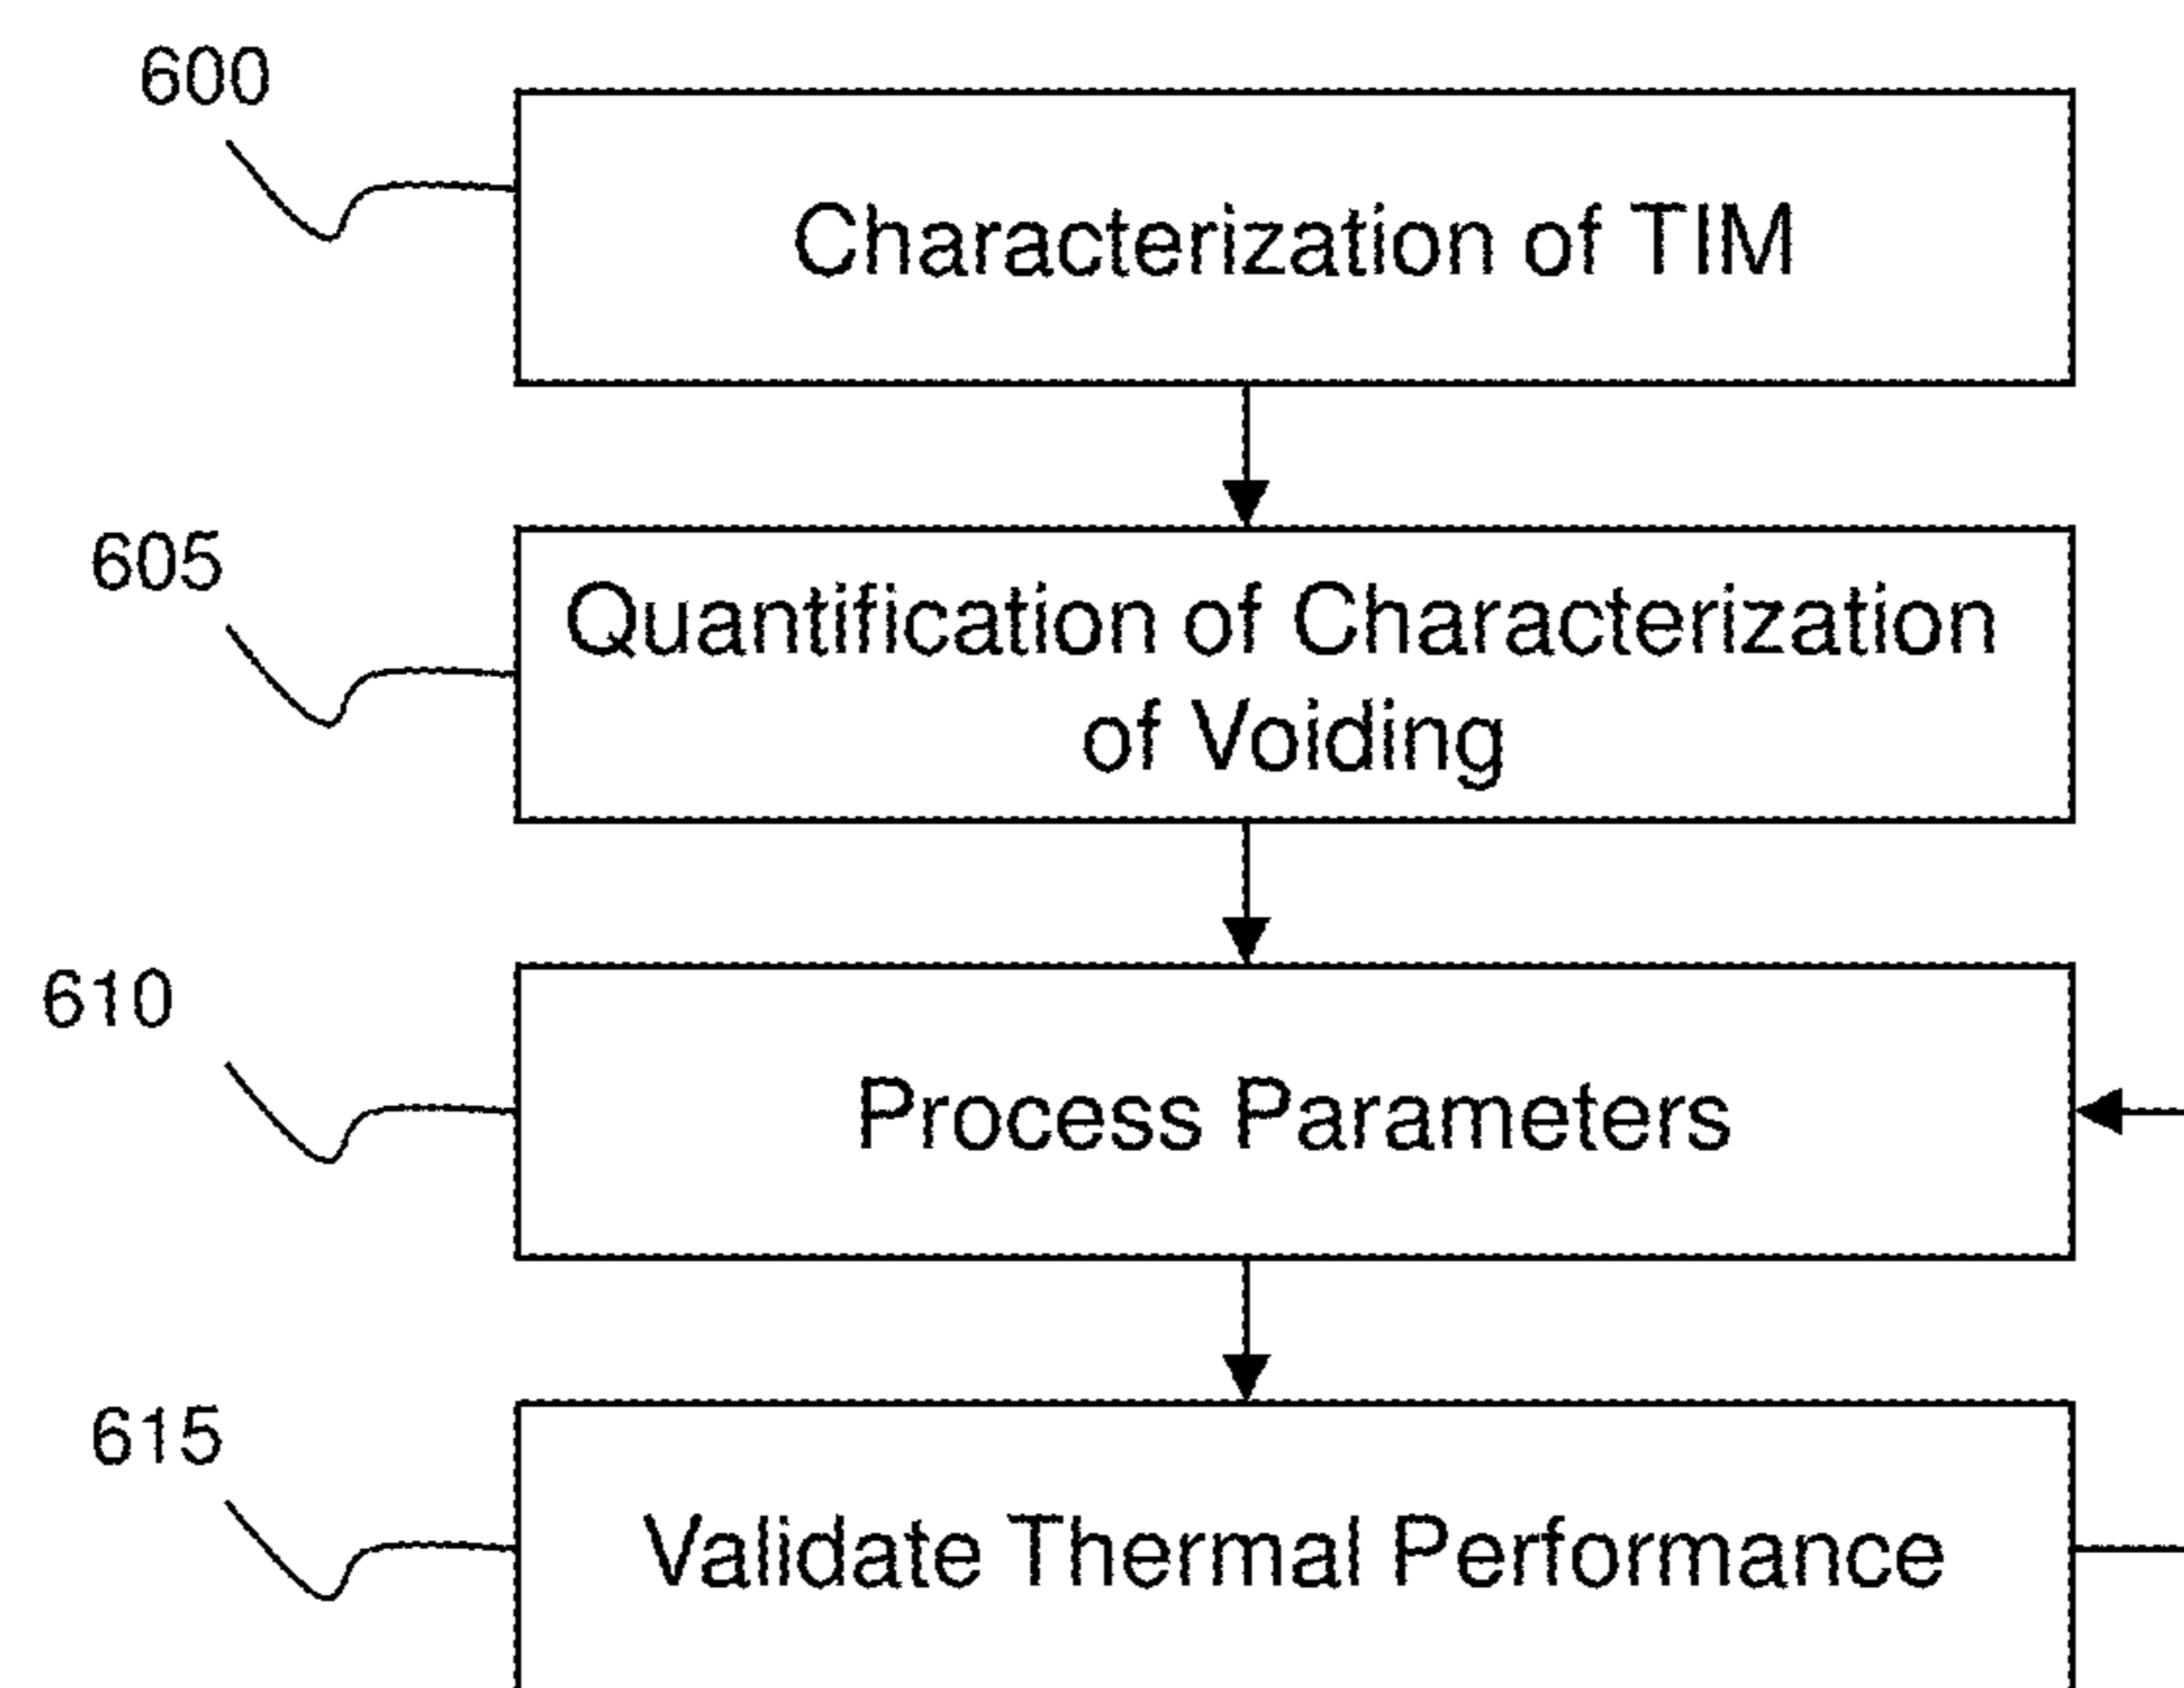 600
Characterization of TIM
605
Quantification of Characterization
of Voiding
610
Process Parameters
615
Validate Thermal Performance